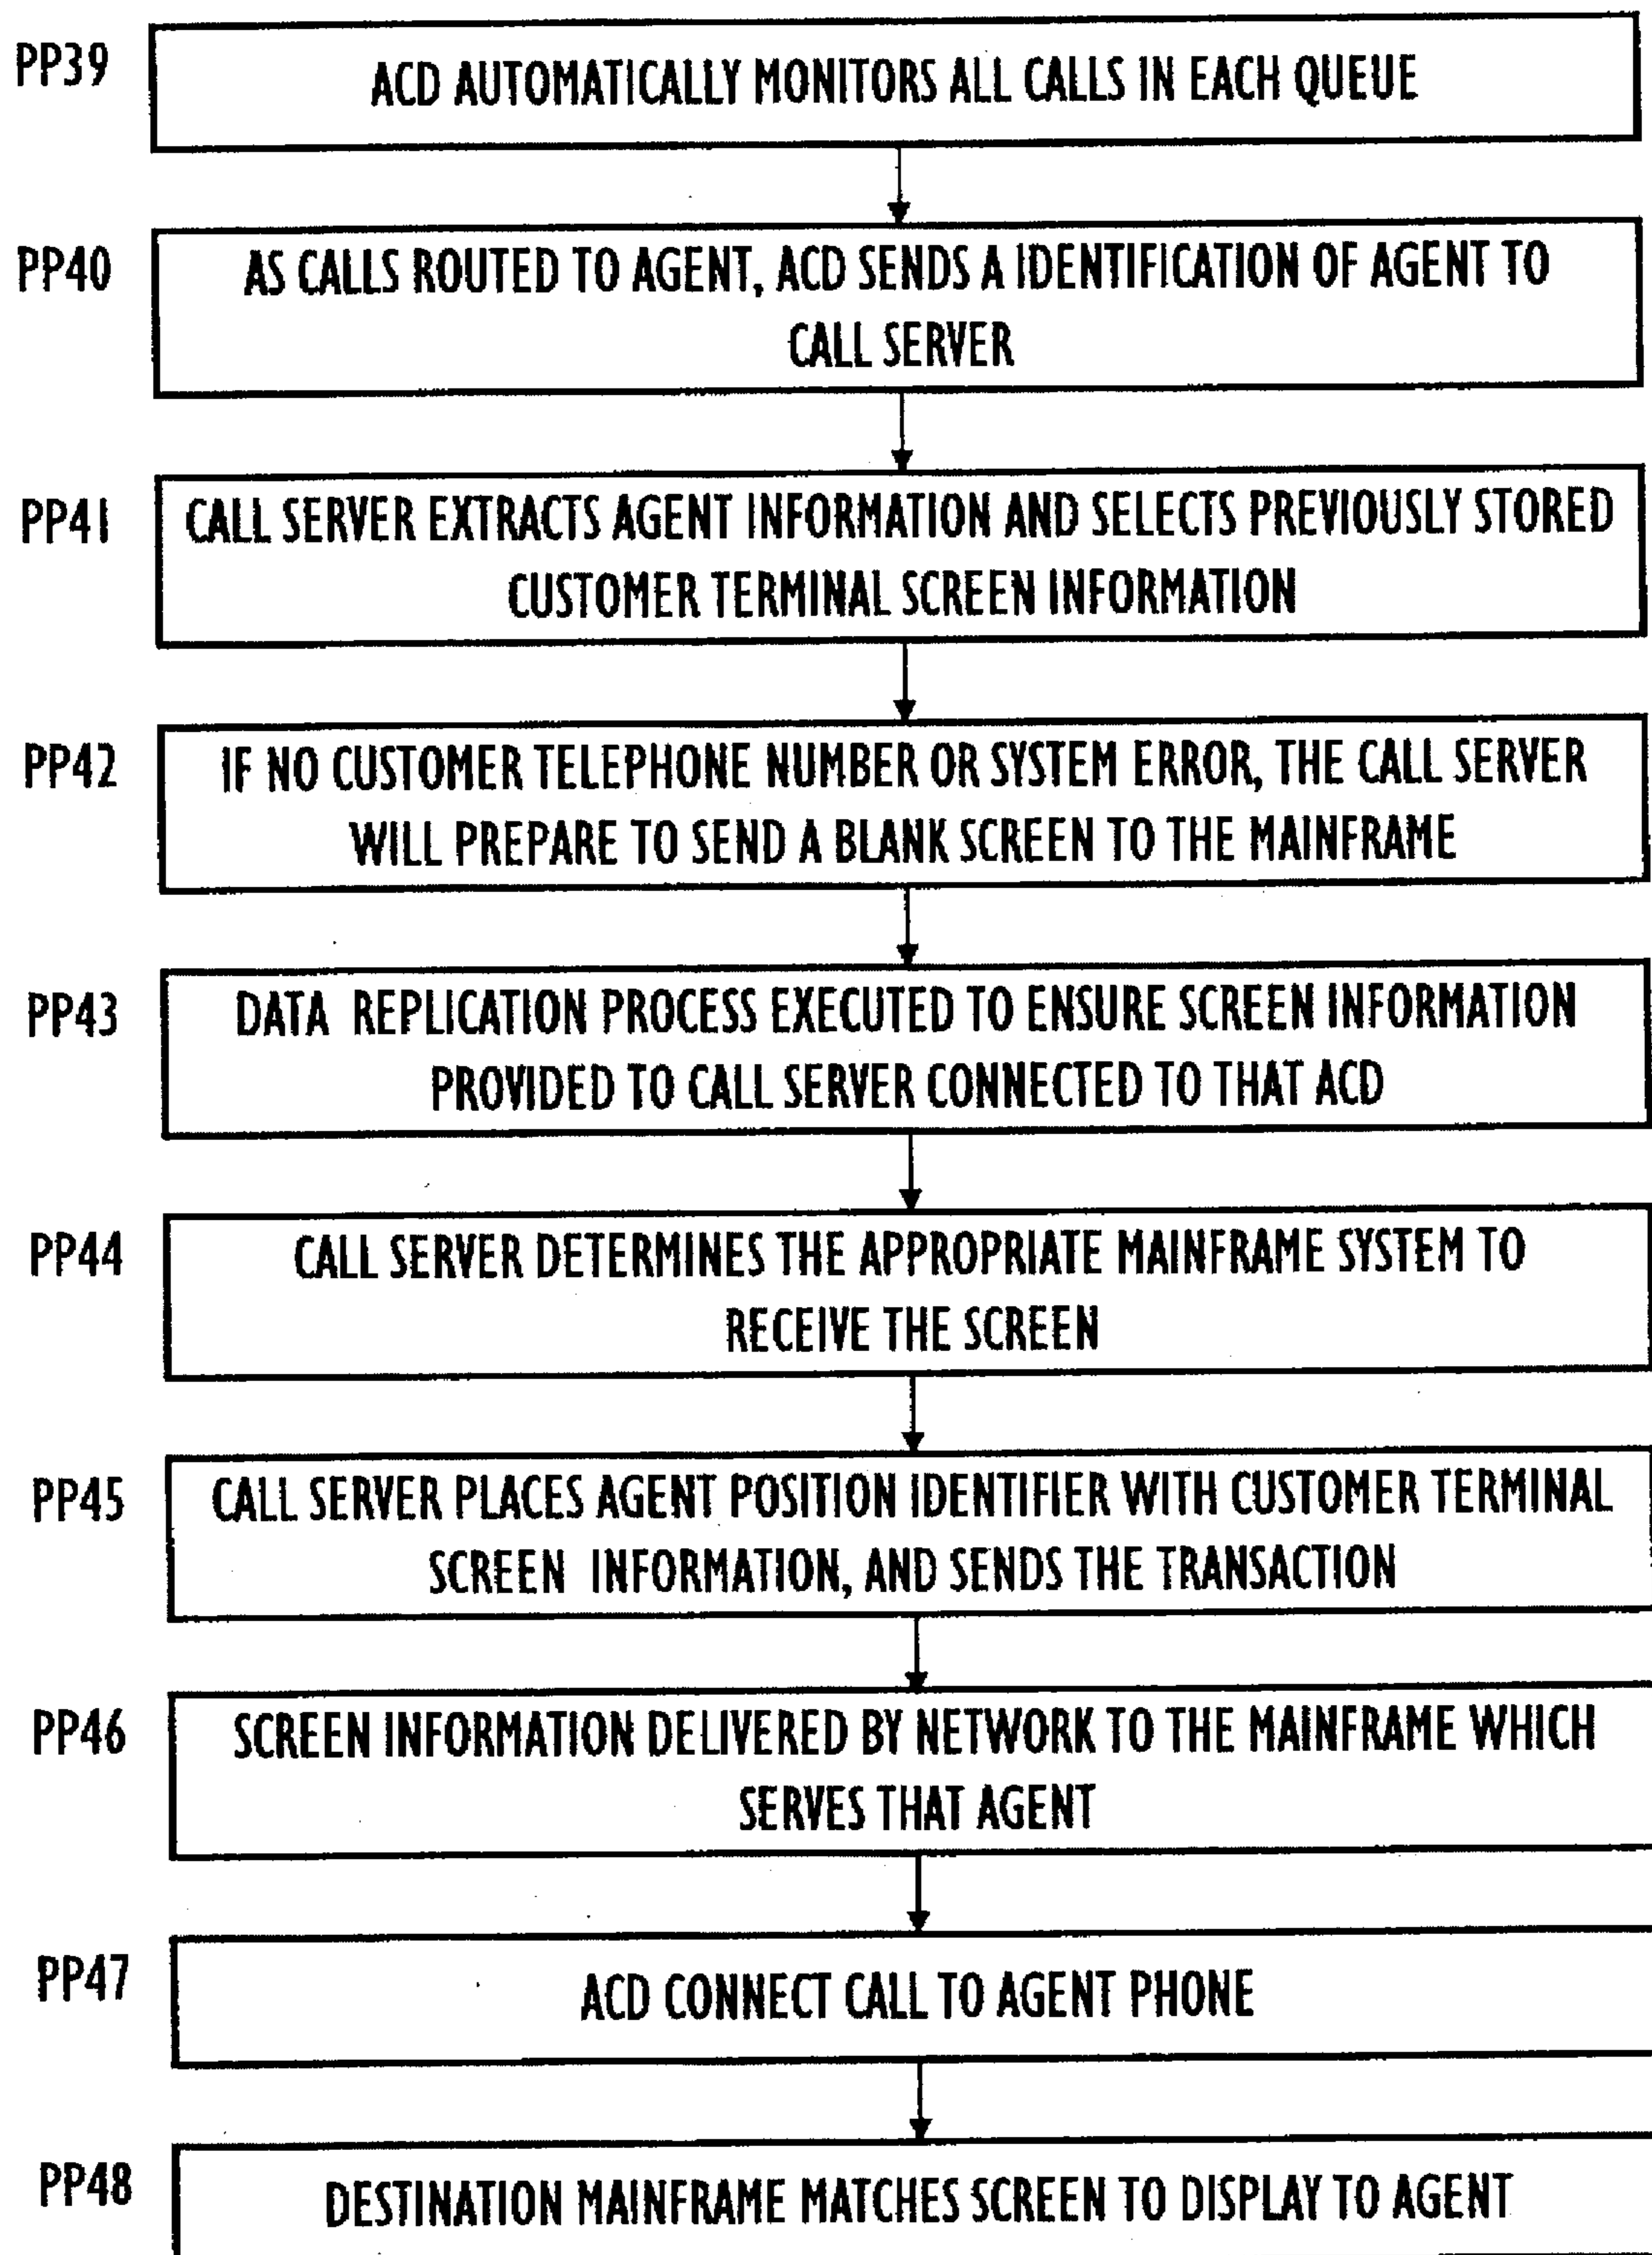 PP39
ACD AUTOMATICALLY MONITORS ALL CALLS IN EACH QUEUE
PP40
AS CALLS ROUTED TO AGENT, ACD SENDS A IDENTIFICATION OF AGENT TO
CALL SERVER
PP41
CALL SERVER EXTRACTS AGENT INFORMATION AND SELECTS PREVIOUSLY STORED
CUSTOMER TERMINAL SCREEN INFORMATION
PP42
IF NO CUSTOMER TELEPHONE NUMBER OR SYSTEM ERROR, THE CALL SERVER
WILL PREPARE TO SEND A BLANK SCREEN TO THE MAINFRAME
PP43
DATA REPLICATION PROCESS EXECUTED TO ENSURE SCREEN INFORMATION
PROVIDED TO CALL SERVER CONNECTED TO THAT ACD
PP44
CALL SERVER DETERMINES THE APPROPRIATE MAINFRAME SYSTEM TO
RECEIVE THE SCREEN
PP45
CALL SERVER PLACES AGENT POSITION IDENTIFIER WITH CUSTOMER TERMINAL
SCREEN INFORMATION, AND SENDS THE TRANSACTION
PP46
SCREEN INFORMATION DELIVERED BY NETWORK TO THE MAINFRAME WHICH
SERVES THAT AGENT
PP47
ACD CONNECT CALL TO AGENT PHONE
PP48
DESTINATION MAINFRAME MATCHES SCREEN TO DISPLAY TO AGENT